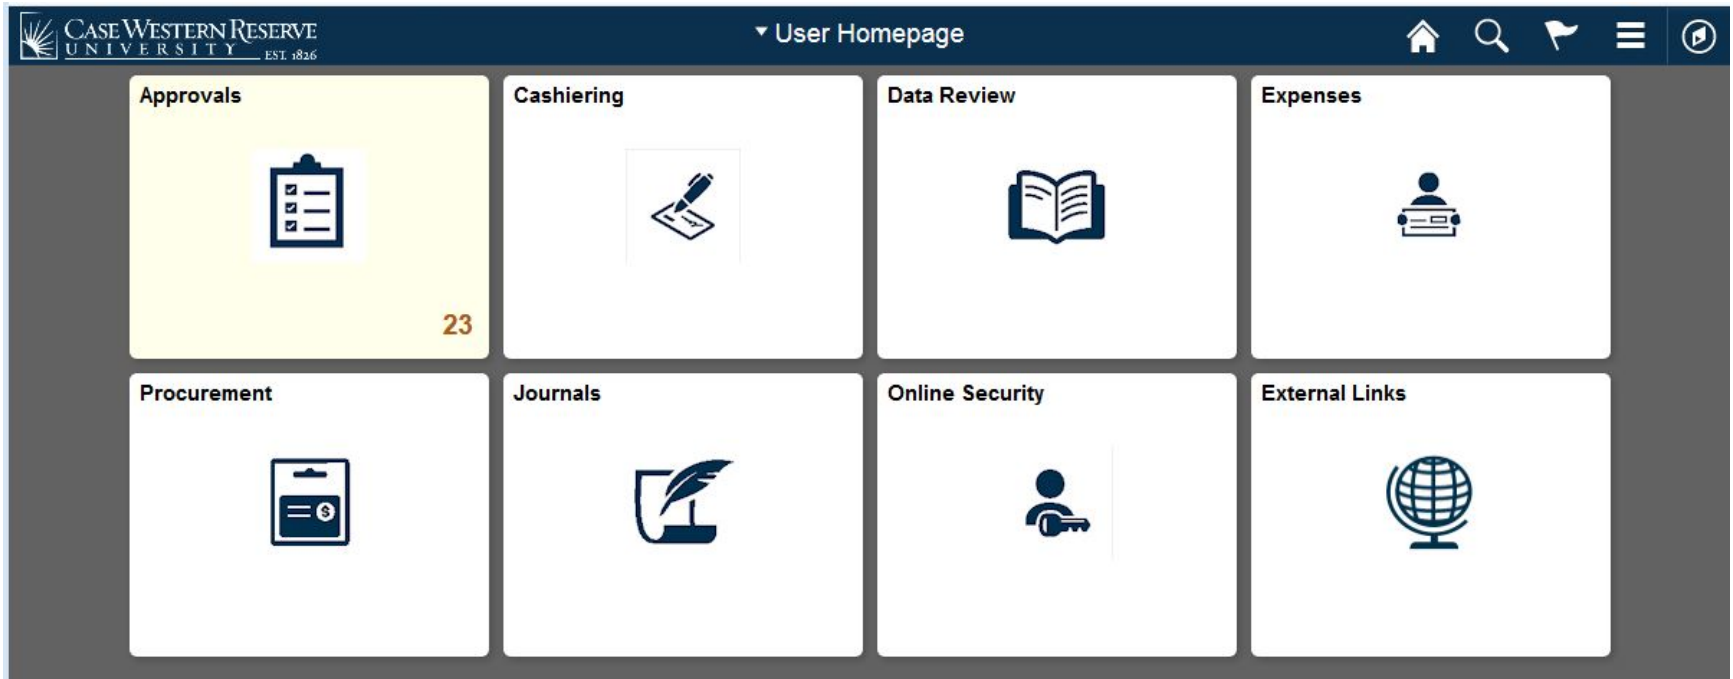 CASE WESTERN RESERVE
UNIVERSITY EST. 1826
User Homepage
Approvals
23
Cashiering
Data Review
Expenses
Procurement
Journals
Online Security
External Links